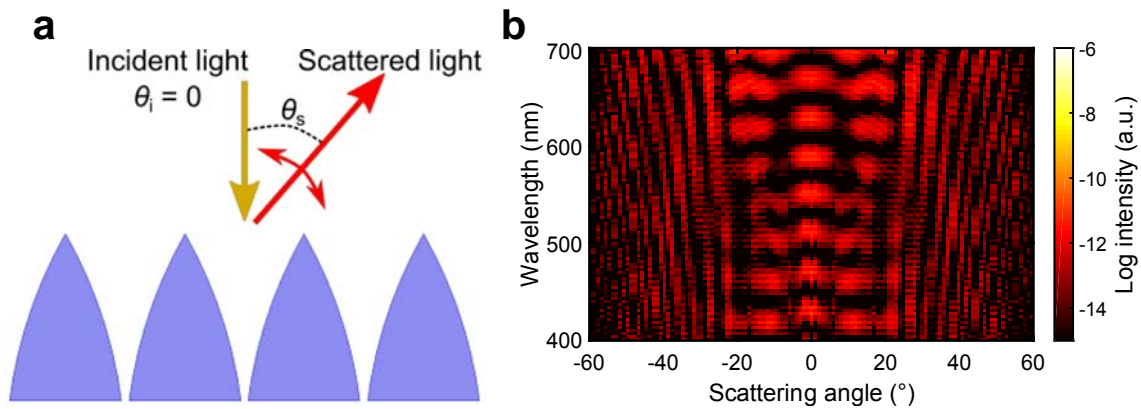 a
Incident light
θi = 0
Scattered light
θs
b
Wavelength (nm)
700
600
500
400
-60
-40
-20
0
20
40
60
Scattering angle (°)
-6
-8
-10
-12
-14
Log intensity (a.u.)